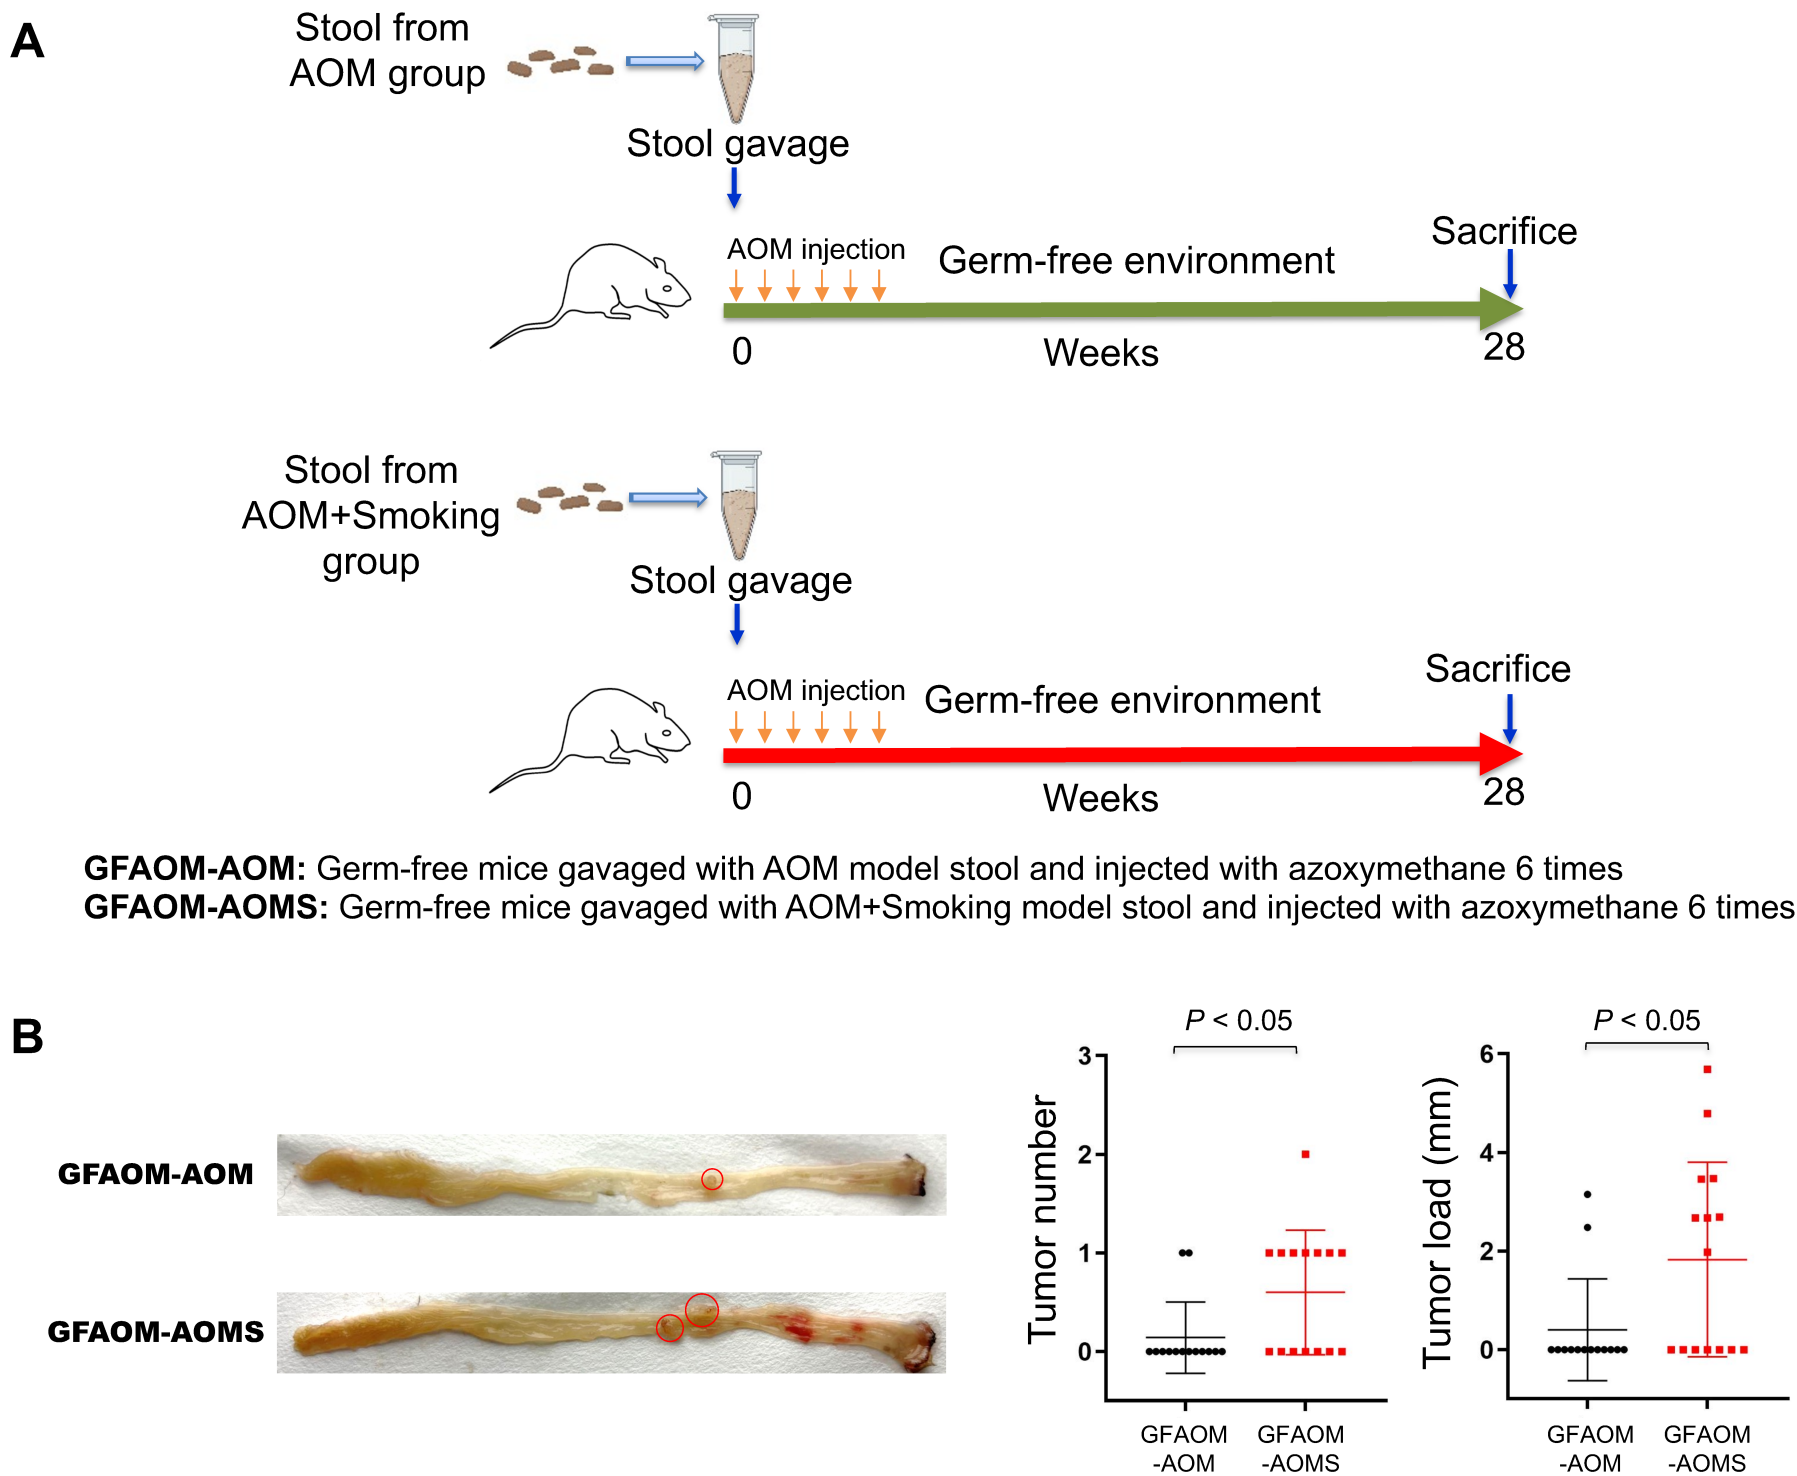 A
Stool from
AOM group
Stool gavage
AOM injection
Germ-free environment
Sacrifice
0
Weeks
28
Stool from
AOM+Smoking
group
Stool gavage
AOM injection
Germ-free environment
Sacrifice
0
Weeks
28
GFAOM-AOM: Germ-free mice gavaged with AOM model stool and injected with azoxymethane 6 times
GFAOM-AOMS: Germ-free mice gavaged with AOM+Smoking model stool and injected with azoxymethane 6 times
B
GFAOM-AOM
GFAOM-AOMS
P < 0.05
Tumor number
3
2
1
0
GFAOM
-AOM
GFAOM
-AOMS
P < 0.05
Tumor load (mm)
6
4
2
0
GFAOM
-AOM
GFAOM
-AOMS